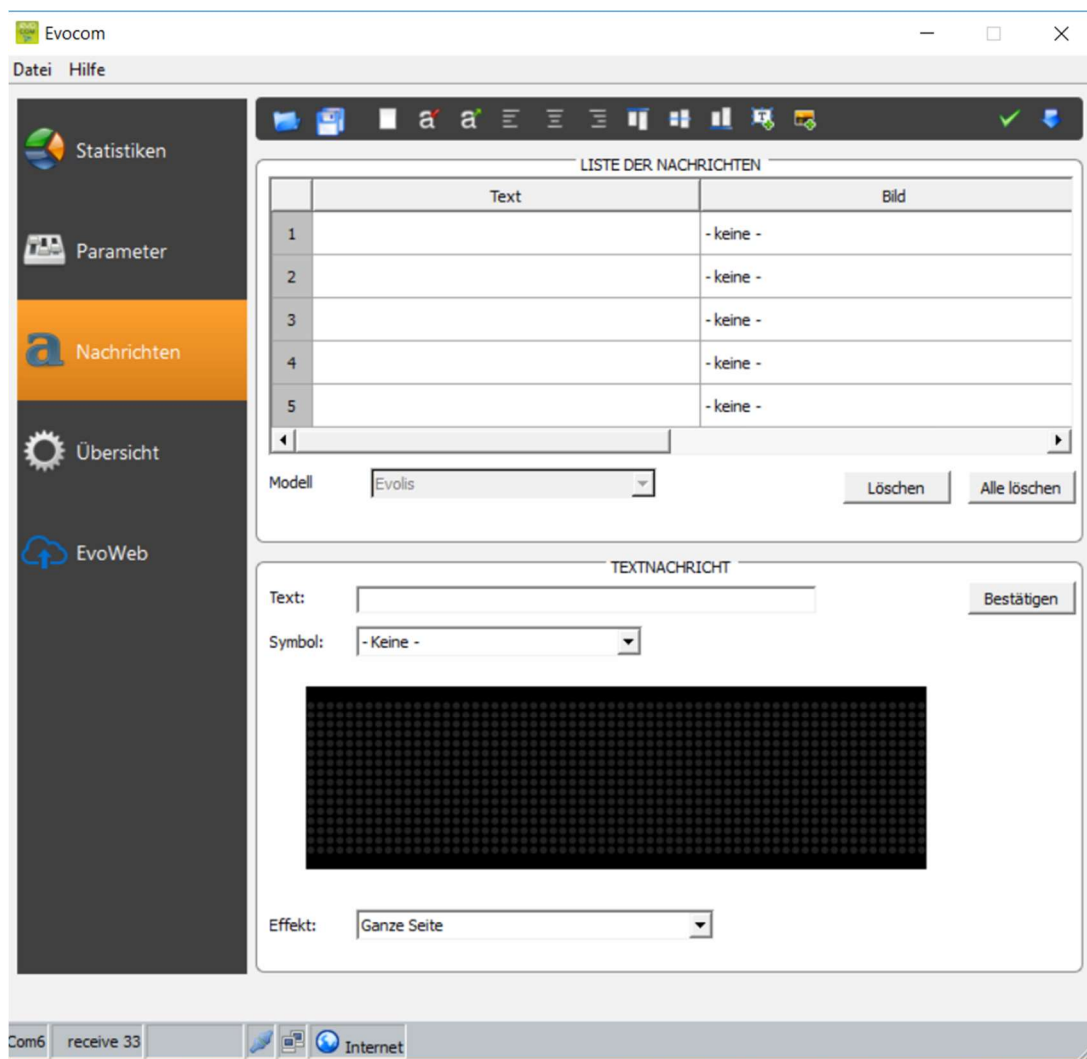 Evocom
Datei Hilfe
Statistiken
Parameter
Nachrichten
Übersicht
EvoWeb
LISTE DER NACHRICHTEN
Text Bild
1 - keine -
2 - keine -
3 - keine -
4 - keine -
5 - keine -
Modell Evolis Löschen Alle löschen
TEXTNACHRICHT
Text: Bestätigen
Symbol: - Keine -
Effekt: Ganze Seite
Com6 receive 33 Internet